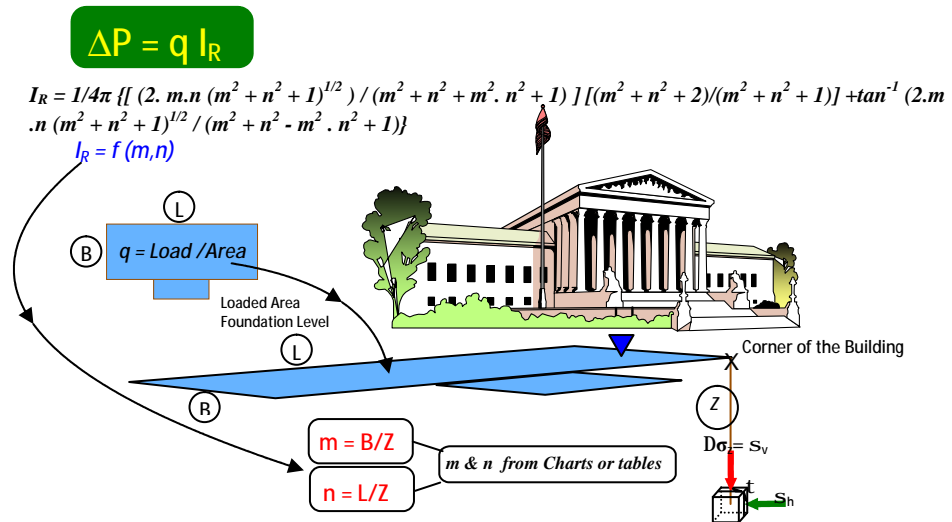 ΔP = q I_R
I_R = 1/4π {[ (2. m.n (m² + n² + 1)^1/2 ) / (m² + n² + m². n² + 1) ] [(m² + n² + 2)/(m² + n² + 1)] +tan⁻¹ (2.m
.n (m² + n² + 1)^1/2 / (m² + n² - m² . n² + 1)}
I_R = f (m,n)
L
B
q = Load /Area
Loaded Area
Foundation Level
L
B
Corner of the Building
X
Z
m = B/Z
n = L/Z
m & n from Charts or tables
Dσ_z= s_v
t
s_h